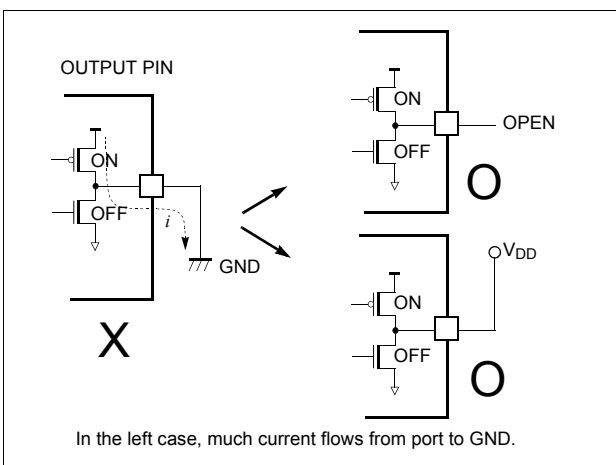 OUTPUT PIN
ON
OFF
i
GND
X
ON
OFF
OPEN
O
ON
OFF
VDD
O
In the left case, much current flows from port to GND.